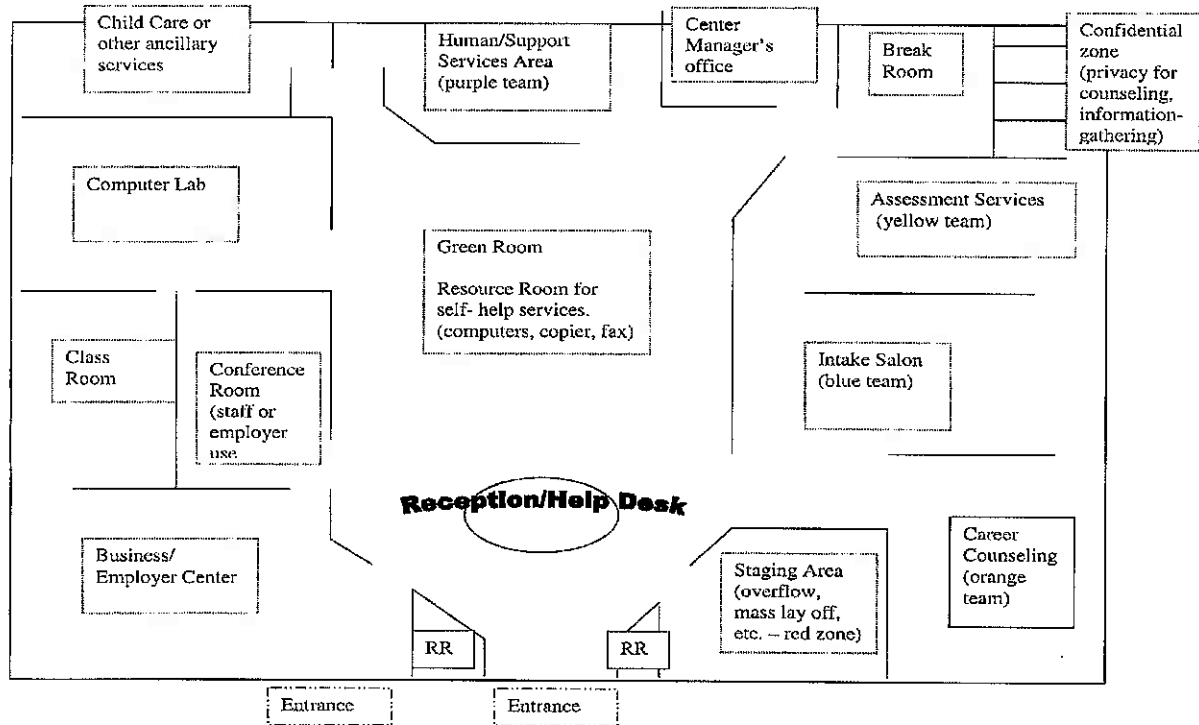 Child Care or
other ancillary
services
Human/Support
Services Area
(purple team)
Center
Manager's
office
Break
Room
Confidential
zone
(privacy for
counseling,
information-
gathering)
Computer Lab
Assessment Services
(yellow team)
Green Room
Resource Room for
self- help services.
(computers, copier, fax)
Class
Room
Conference
Room
(staff or
employer
use
Intake Salon
(blue team)
Reception/Help Desk
Business/
Employer Center
Staging Area
(overflow,
mass lay off,
etc. – red zone)
Career
Counseling
(orange
team)
RR
RR
Entrance
Entrance